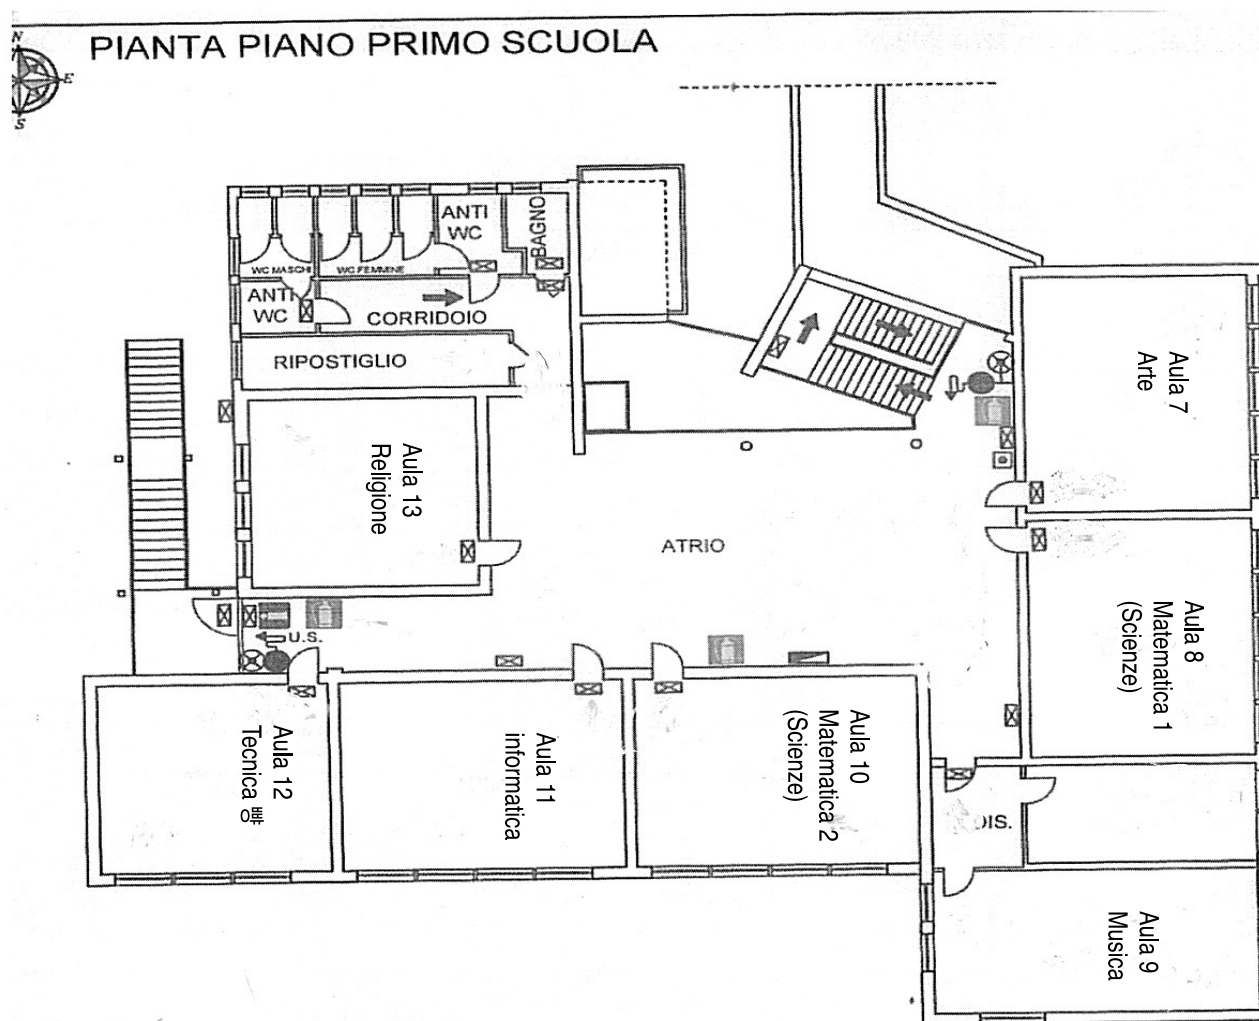 PIANTA PIANO PRIMO SCUOLA
N
E
S
ANTI
WC
BAGNO
WC MASCHI
WC FEMMINE
ANTI
WC
CORRIDOIO
RIPOSTIGLIO
Aula 7
Arte
Aula 13
Religione
ATRIO
Aula 8
Matematica 1
(Scienze)
U.S.
Aula 12
Tecnica
Aula 11
informatica
Aula 10
Matematica 2
(Scienze)
DIS.
Aula 9
Musica